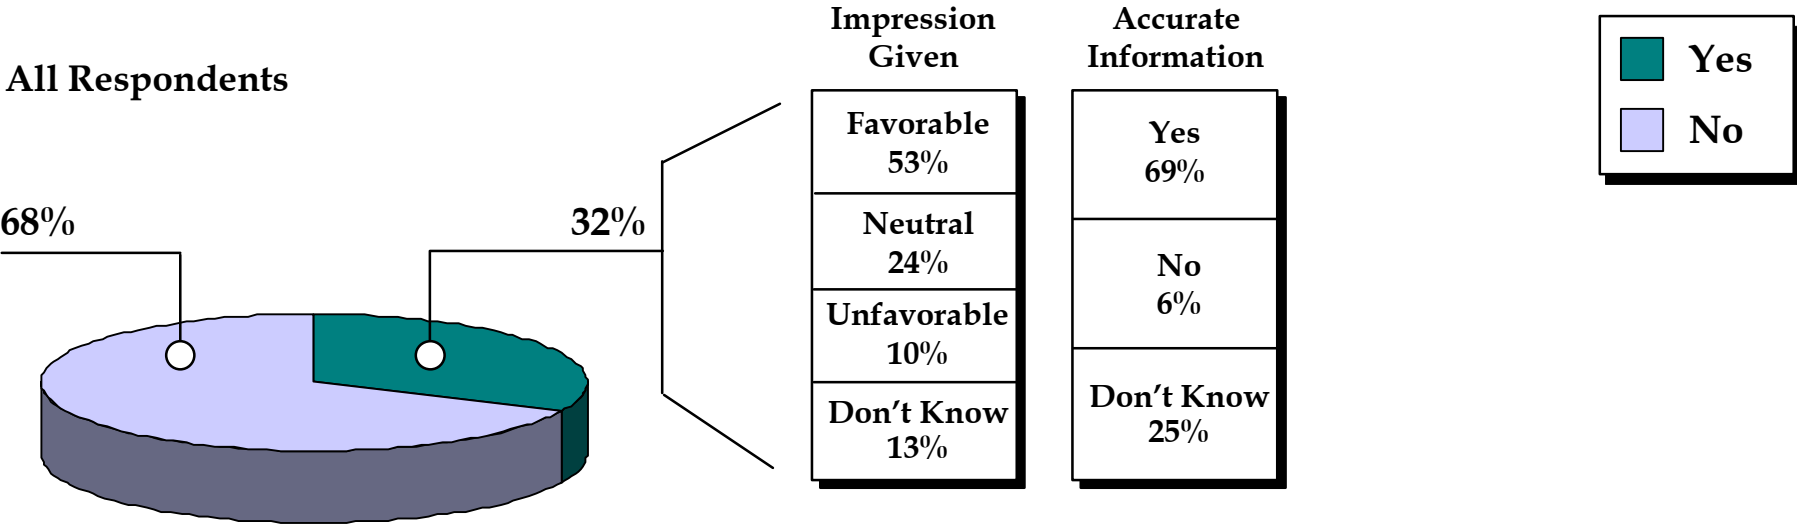 All Respondents
68%
32%
Impression
Given
Favorable
53%
Neutral
24%
Unfavorable
10%
Don’t Know
13%
Accurate
Information
Yes
69%
No
6%
Don’t Know
25%
Yes
No